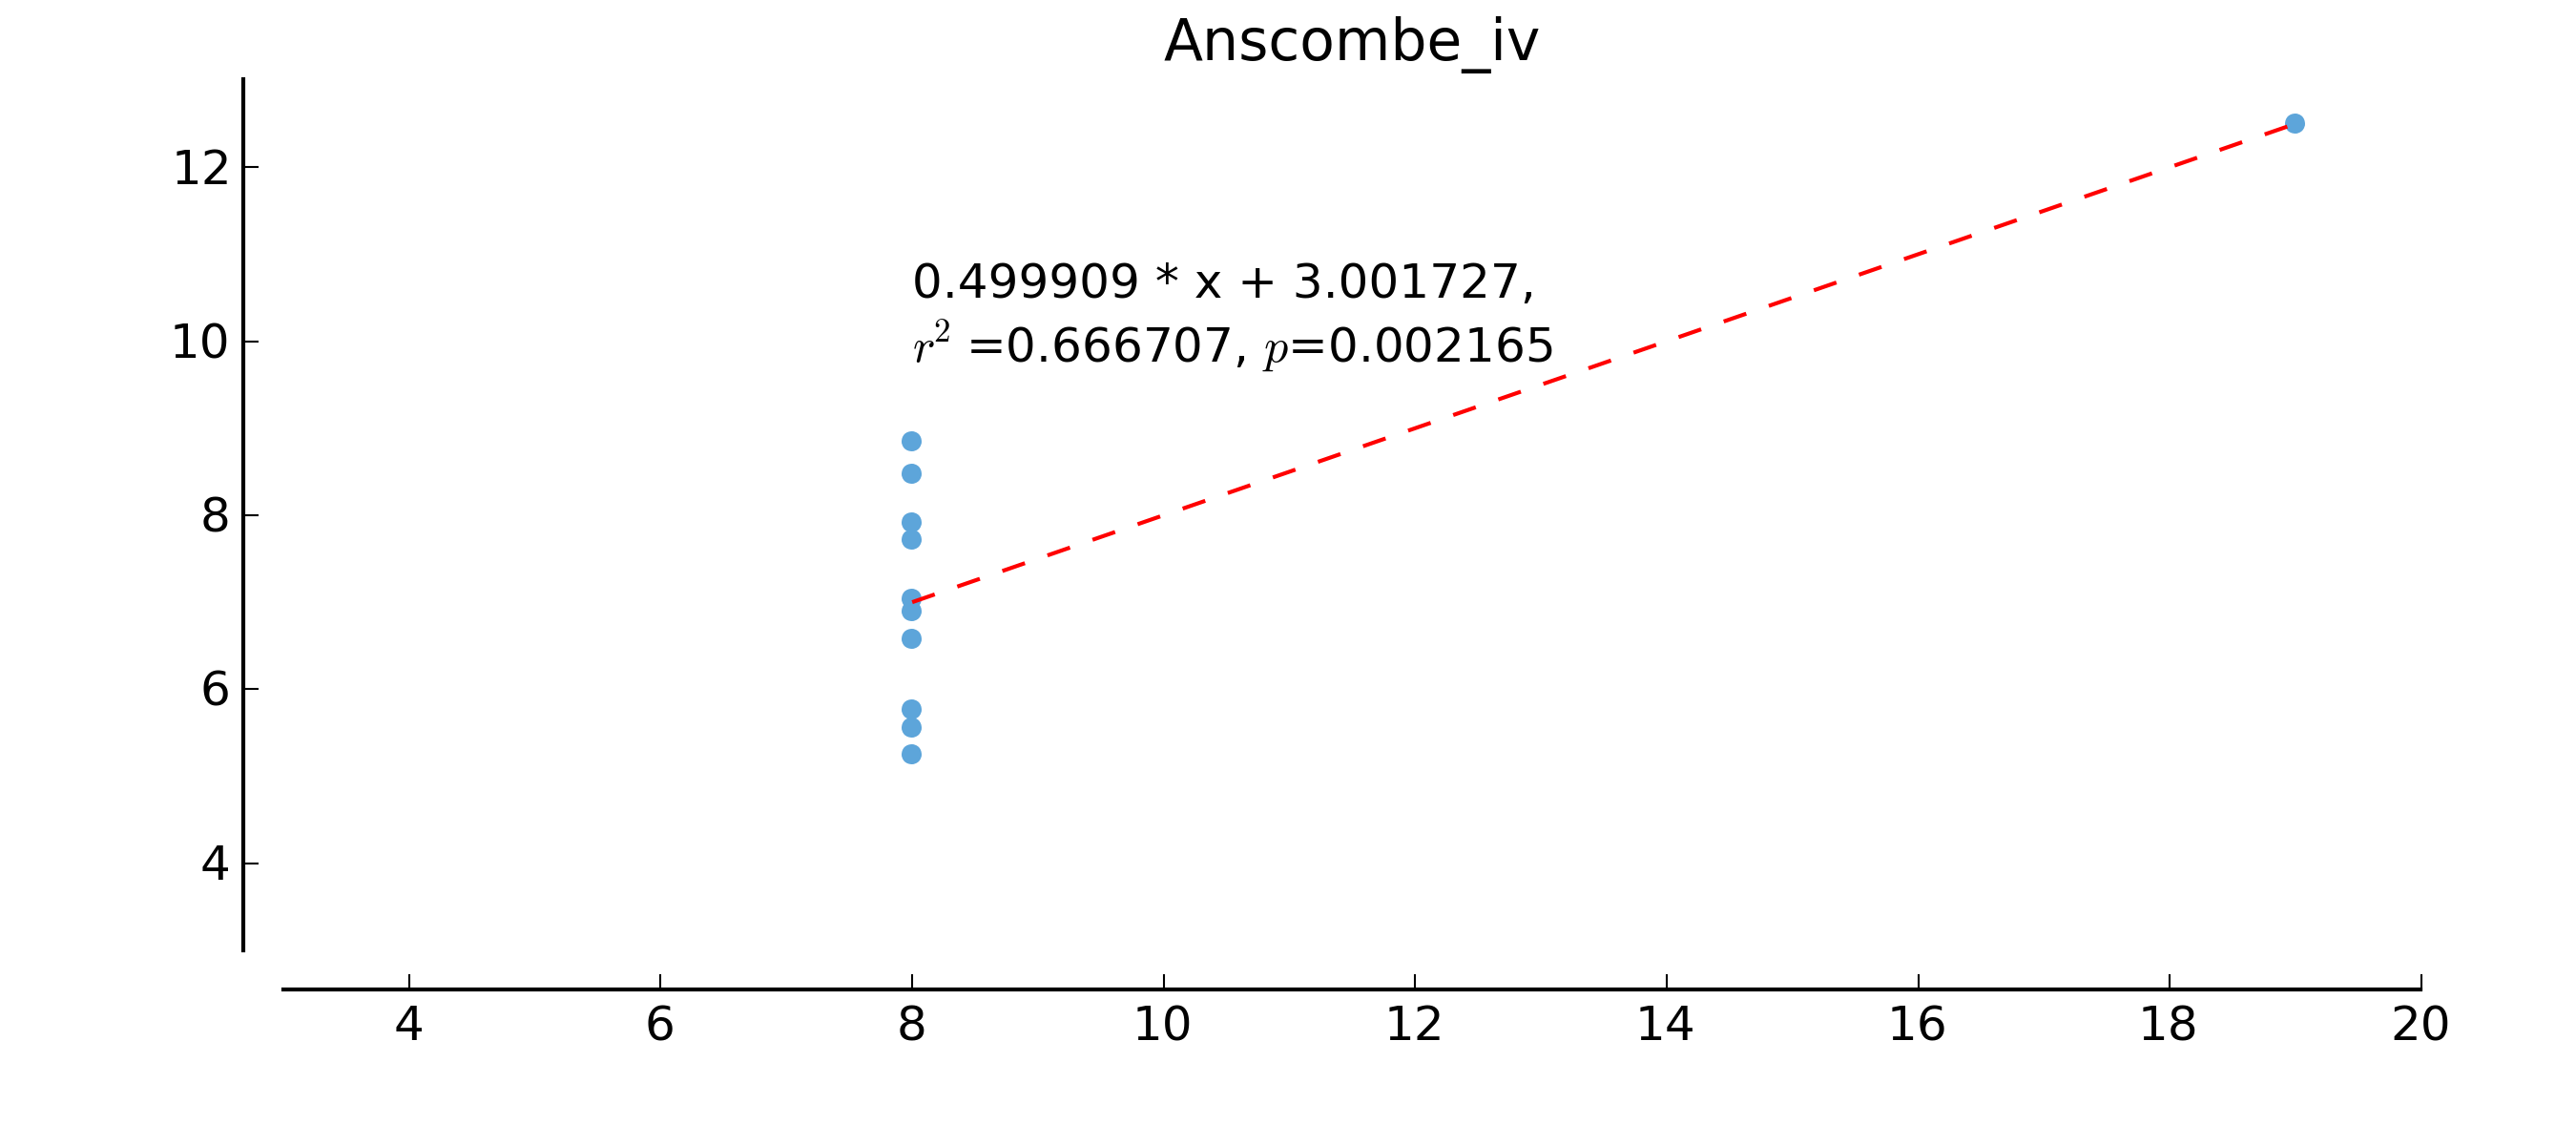 Anscombe_iv
12
10
8
6
4
0.499909 * x + 3.001727,
r² =0.666707, p=0.002165
4 6 8 10 12 14 16 18 20